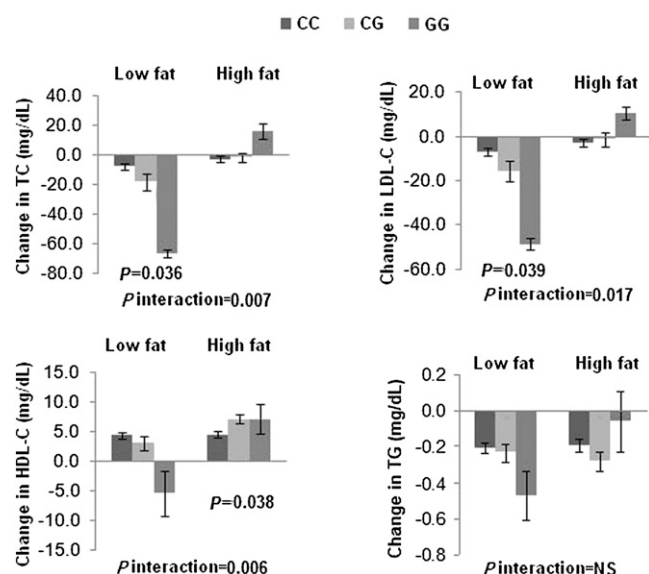 CC CG GG
Low fat High fat
Change in TC (mg/dL)
40.0
20.0
0.0
-20.0
-40.0
-60.0
-80.0
P=0.036
P interaction=0.007
Low fat High fat
Change in LDL-C (mg/dL)
20.0
0.0
-20.0
-40.0
-60.0
P=0.039
P interaction=0.017
Low fat High fat
Change in HDL-C (mg/dL)
15.0
10.0
5.0
0.0
-5.0
-10.0
-15.0
P=0.038
P interaction=0.006
Low fat High fat
Change in TG (mg/dL)
0.2
0.0
-0.2
-0.4
-0.6
-0.8
P interaction=NS